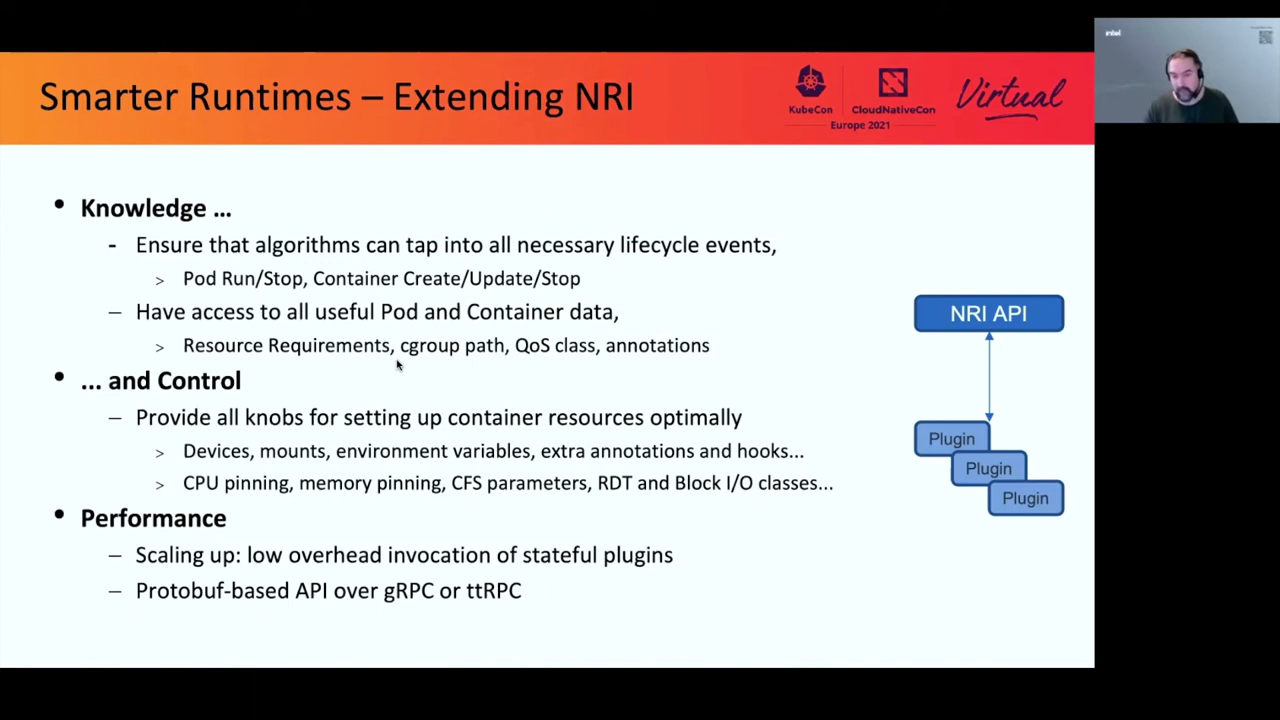 Smarter Runtimes – Extending NRI
KubeCon
CloudNativeCon
Europe 2021
Virtual
intel
• Knowledge ...
- Ensure that algorithms can tap into all necessary lifecycle events,
> Pod Run/Stop, Container Create/Update/Stop
– Have access to all useful Pod and Container data,
> Resource Requirements, cgroup path, QoS class, annotations
• ... and Control
– Provide all knobs for setting up container resources optimally
> Devices, mounts, environment variables, extra annotations and hooks...
> CPU pinning, memory pinning, CFS parameters, RDT and Block I/O classes...
• Performance
– Scaling up: low overhead invocation of stateful plugins
– Protobuf-based API over gRPC or ttRPC
NRI API
Plugin
Plugin
Plugin